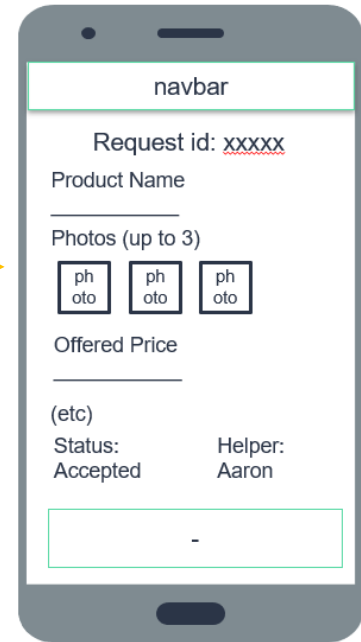 navbar
Request id: xxxxx
Product Name
Photos (up to 3)
ph ph ph
oto oto oto
Offered Price
(etc)
Status: Helper:
Accepted Aaron
-